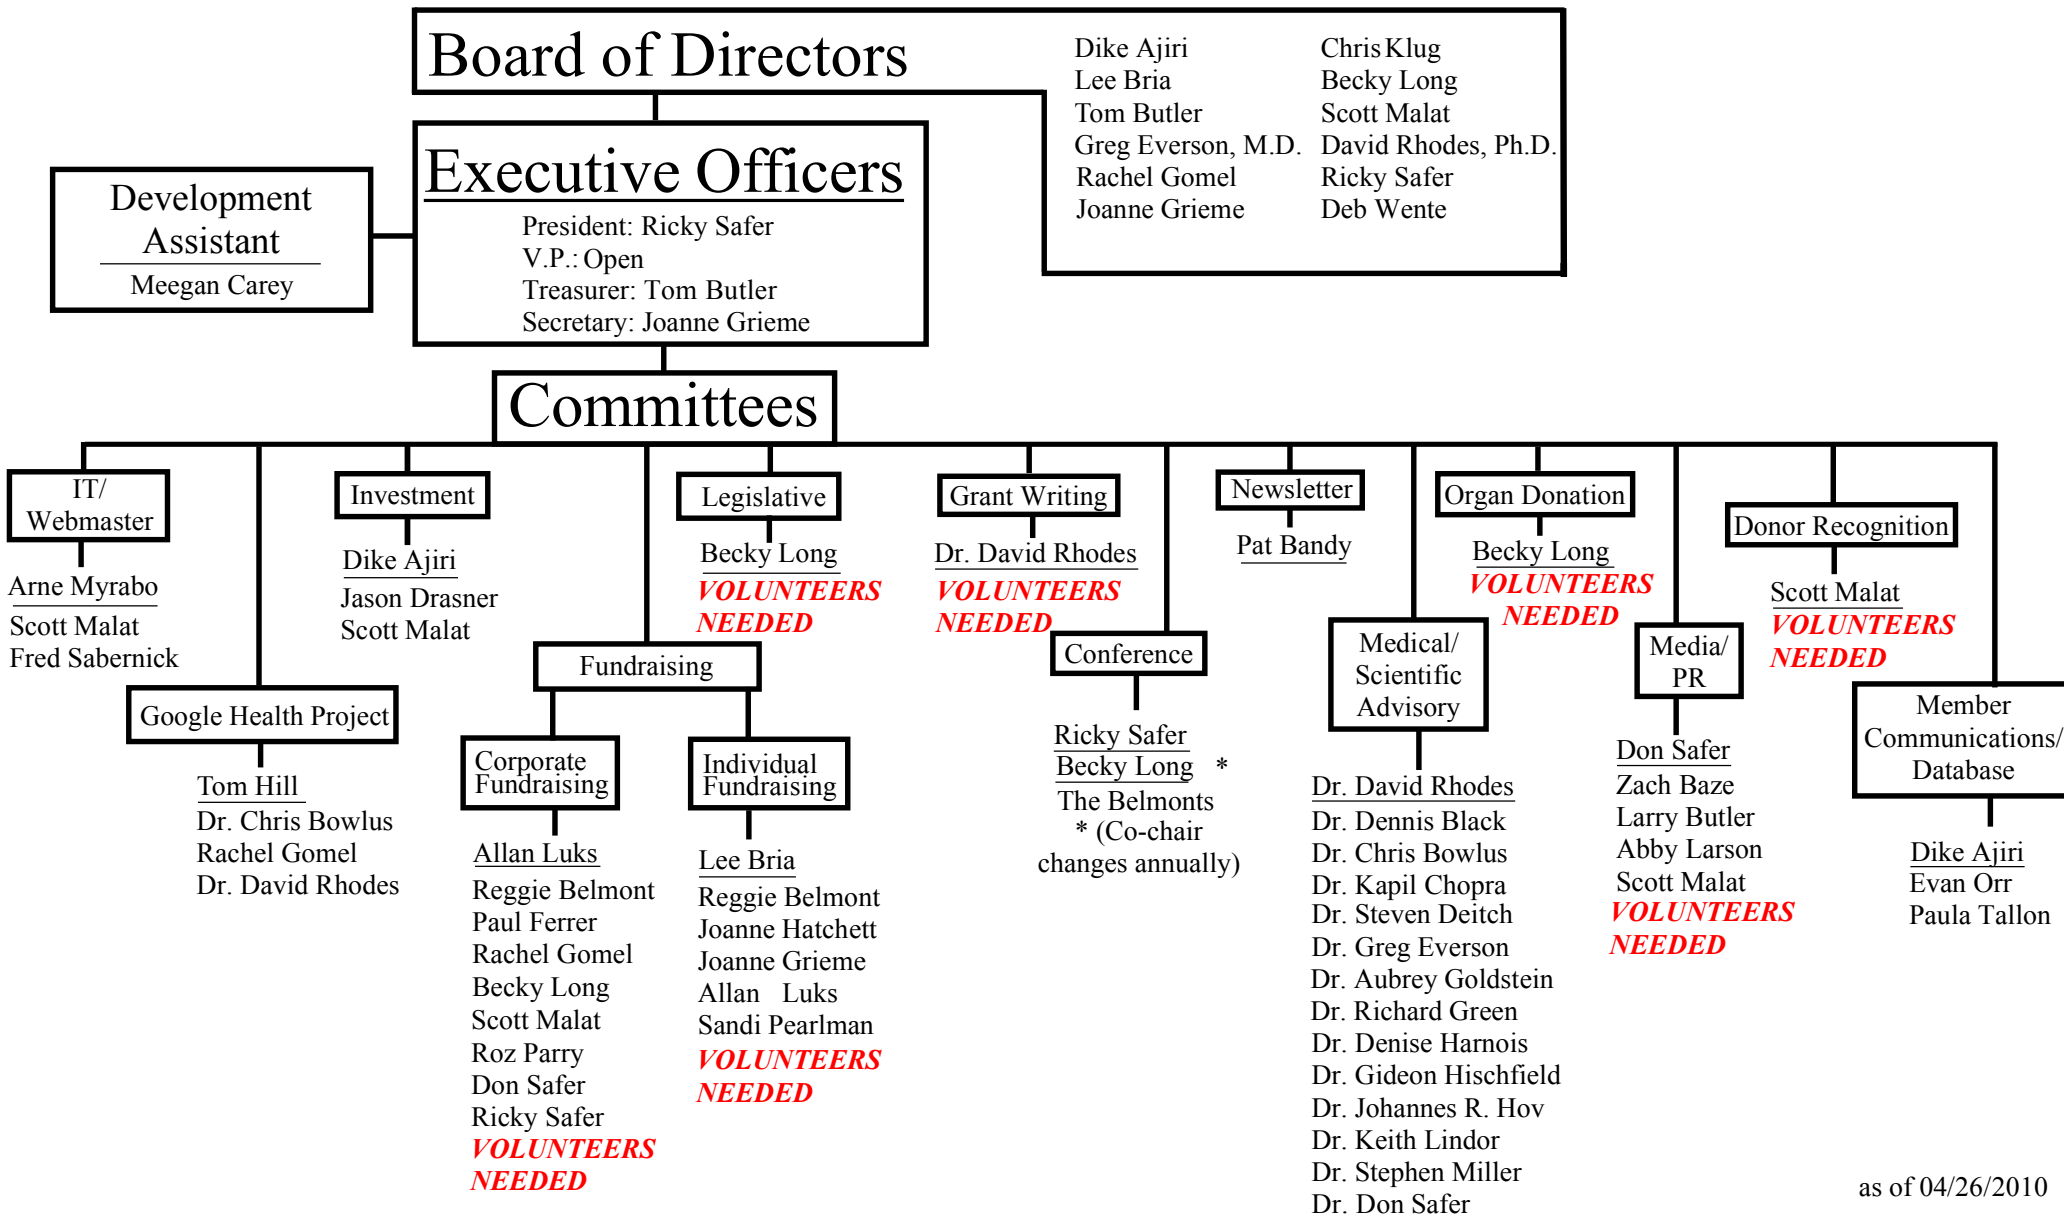 Board of Directors
Dike Ajiri
Lee Bria
Tom Butler
Greg Everson, M.D.
Rachel Gomel
Joanne Grieme
Chris Klug
Becky Long
Scott Malat
David Rhodes, Ph.D.
Ricky Safer
Deb Wente
Executive Officers
President: Ricky Safer
V.P.: Open
Treasurer: Tom Butler
Secretary: Joanne Grieme
Development
Assistant
Meegan Carey
Committees
IT/
Webmaster
Arne Myrabo
Scott Malat
Fred Sabernick
Google Health Project
Tom Hill
Dr. Chris Bowlus
Rachel Gomel
Dr. David Rhodes
Investment
Dike Ajiri
Jason Drasner
Scott Malat
Fundraising
Corporate
Fundraising
Allan Luks
Reggie Belmont
Paul Ferrer
Rachel Gomel
Becky Long
Scott Malat
Roz Parry
Don Safer
Ricky Safer
VOLUNTEERS
NEEDED
Individual
Fundraising
Lee Bria
Reggie Belmont
Joanne Hatchett
Joanne Grieme
Allan Luks
Sandi Pearlman
VOLUNTEERS
NEEDED
Legislative
Becky Long
VOLUNTEERS
NEEDED
Grant Writing
Dr. David Rhodes
VOLUNTEERS
NEEDED
Conference
Ricky Safer
Becky Long *
The Belmonts
* (Co-chair
changes annually)
Newsletter
Pat Bandy
Medical/
Scientific
Advisory
Dr. David Rhodes
Dr. Dennis Black
Dr. Chris Bowlus
Dr. Kapil Chopra
Dr. Steven Deitch
Dr. Greg Everson
Dr. Aubrey Goldstein
Dr. Richard Green
Dr. Denise Harnois
Dr. Gideon Hischfield
Dr. Johannes R. Hov
Dr. Keith Lindor
Dr. Stephen Miller
Dr. Don Safer
Organ Donation
Becky Long
VOLUNTEERS
NEEDED
Media/
PR
Don Safer
Zach Baze
Larry Butler
Abby Larson
Scott Malat
VOLUNTEERS
NEEDED
Donor Recognition
Scott Malat
VOLUNTEERS
NEEDED
Member
Communications/
Database
Dike Ajiri
Evan Orr
Paula Tallon
as of 04/26/2010